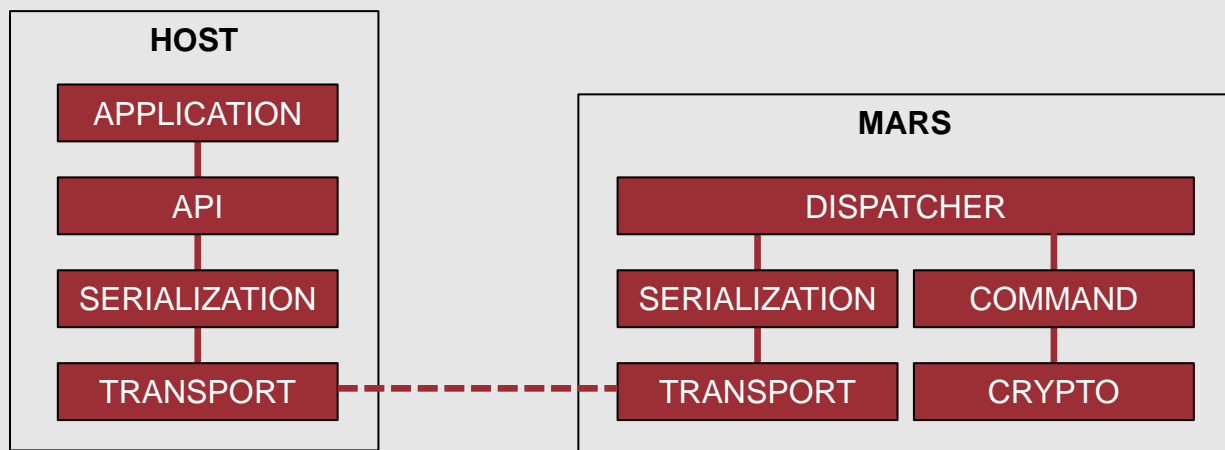 HOST
APPLICATION
API
SERIALIZATION
TRANSPORT
MARS
DISPATCHER
SERIALIZATION
COMMAND
TRANSPORT
CRYPTO